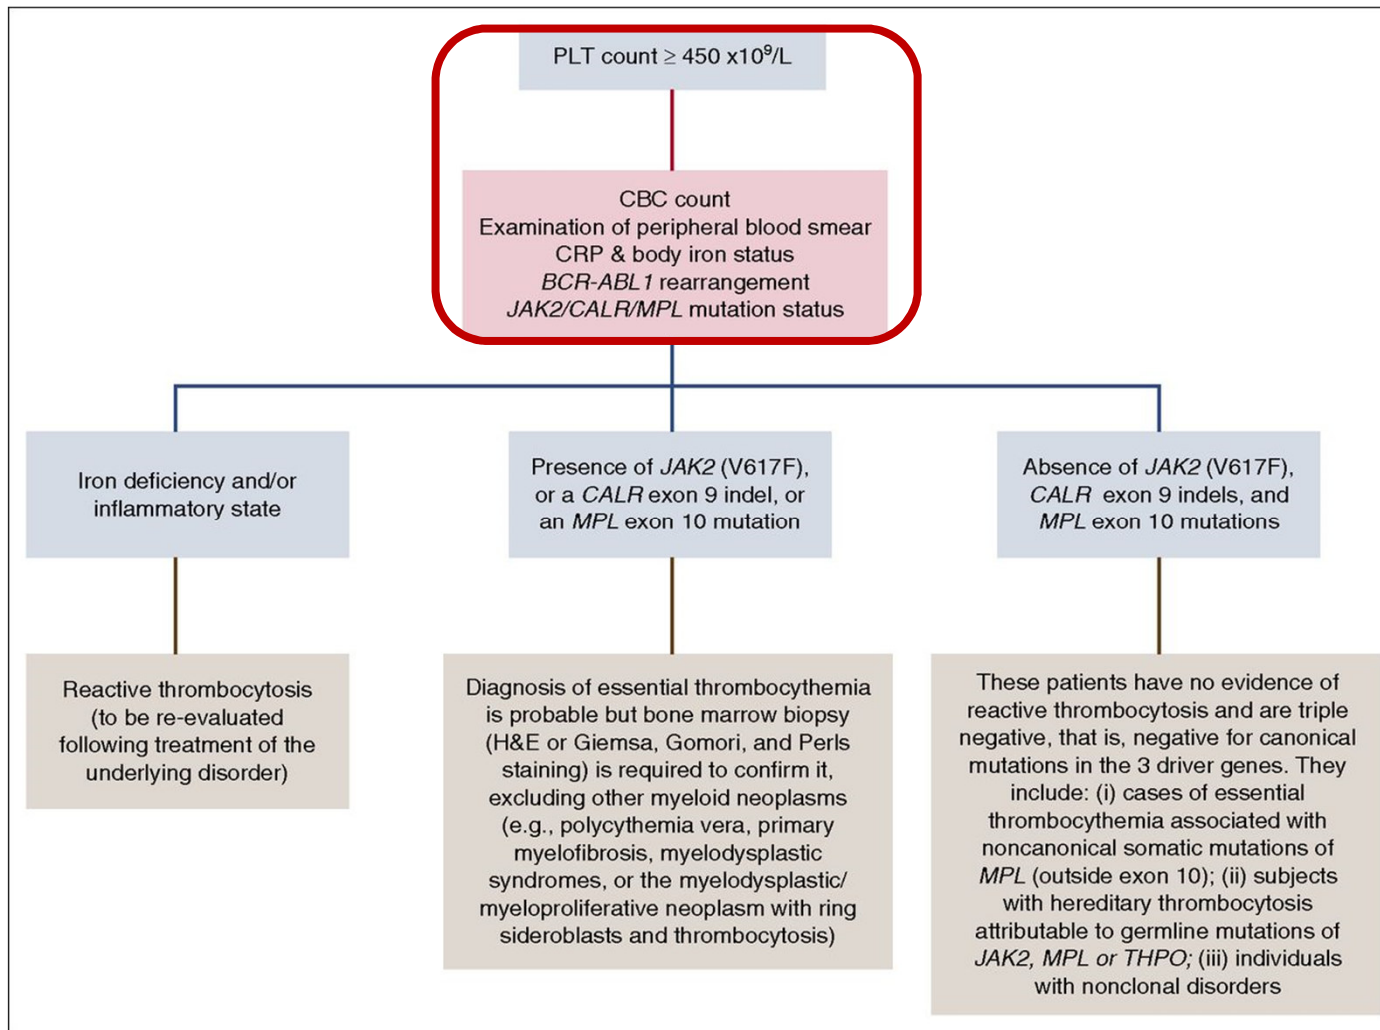 PLT count ≥ 450 x10⁹/L
CBC count
Examination of peripheral blood smear
CRP & body iron status
BCR-ABL1 rearrangement
JAK2/CALR/MPL mutation status
Iron deficiency and/or
inflammatory state
Presence of JAK2 (V617F),
or a CALR exon 9 indel, or
an MPL exon 10 mutation
Absence of JAK2 (V617F),
CALR exon 9 indels, and
MPL exon 10 mutations
Reactive thrombocytosis
(to be re-evaluated
following treatment of the
underlying disorder)
Diagnosis of essential thrombocythemia
is probable but bone marrow biopsy
(H&E or Giemsa, Gomori, and Perls
staining) is required to confirm it,
excluding other myeloid neoplasms
(e.g., polycythemia vera, primary
myelofibrosis, myelodysplastic
syndromes, or the myelodysplastic/
myeloproliferative neoplasm with ring
sideroblasts and thrombocytosis)
These patients have no evidence of
reactive thrombocytosis and are triple
negative, that is, negative for canonical
mutations in the 3 driver genes. They
include: (i) cases of essential
thrombocythemia associated with
noncanonical somatic mutations of
MPL (outside exon 10); (ii) subjects
with hereditary thrombocytosis
attributable to germline mutations of
JAK2, MPL or THPO; (iii) individuals
with nonclonal disorders